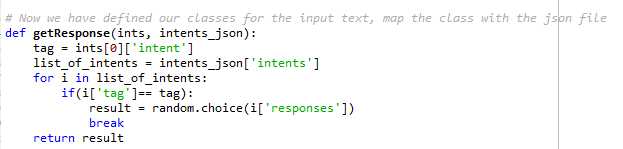 # Now we have defined our classes for the input text, map the class with the json file
def getResponse(ints, intents_json):
    tag = ints[0]['intent']
    list_of_intents = intents_json['intents']
    for i in list_of_intents:
        if(i['tag']== tag):
            result = random.choice(i['responses'])
            break
    return result